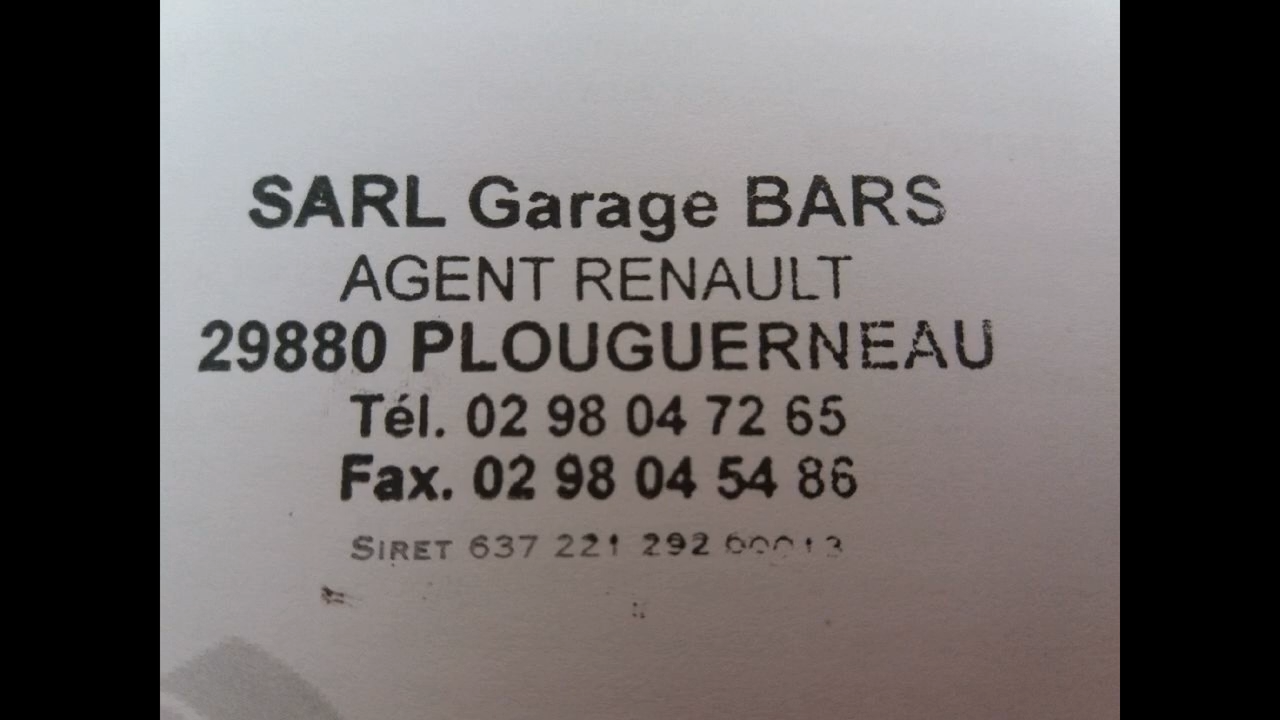 SARL Garage BARS
AGENT RENAULT
29880 PLOUGUERNEAU
Tél. 02 98 04 72 65
Fax. 02 98 04 54 86
SIRET 637 221 292 00013